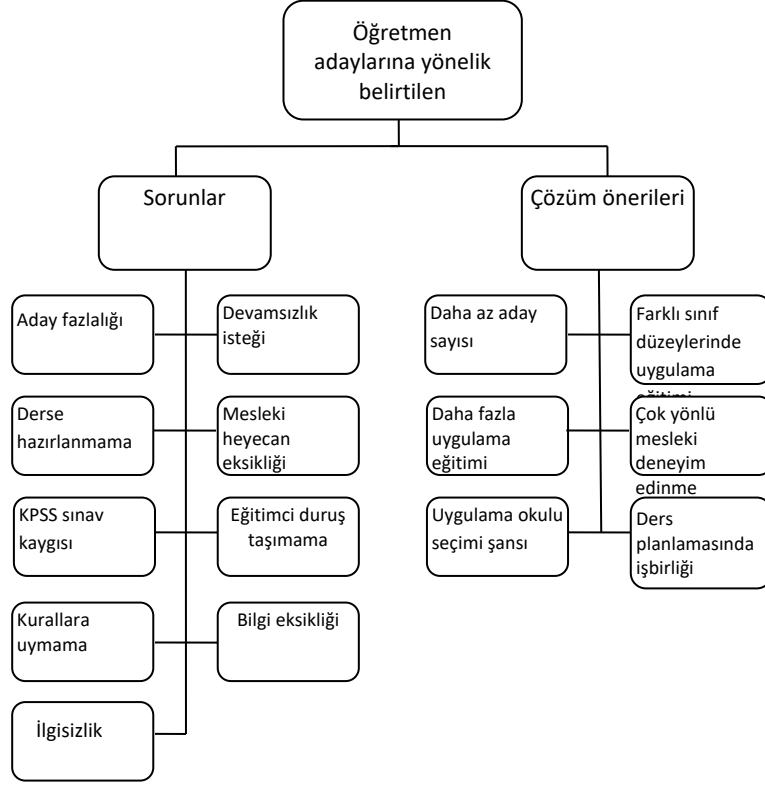 Öğretmen
adaylarına yönelik
belirtilen
Sorunlar
Çözüm önerileri
Aday fazlalığı
Devamsızlık
isteği
Derse
hazırlanmama
Mesleki
heyecan
eksikliği
KPSS sınav
kaygısı
Eğitimci duruş
taşımama
Kurallara
uymama
Bilgi eksikliği
İlgisizlik
Daha az aday
sayısı
Farklı sınıf
düzeylerinde
uygulama
eğitimi
Daha fazla
uygulama
eğitimi
Çok yönlü
mesleki
deneyim
edinme
Uygulama okulu
seçimi şansı
Ders
planlamasında
işbirliği